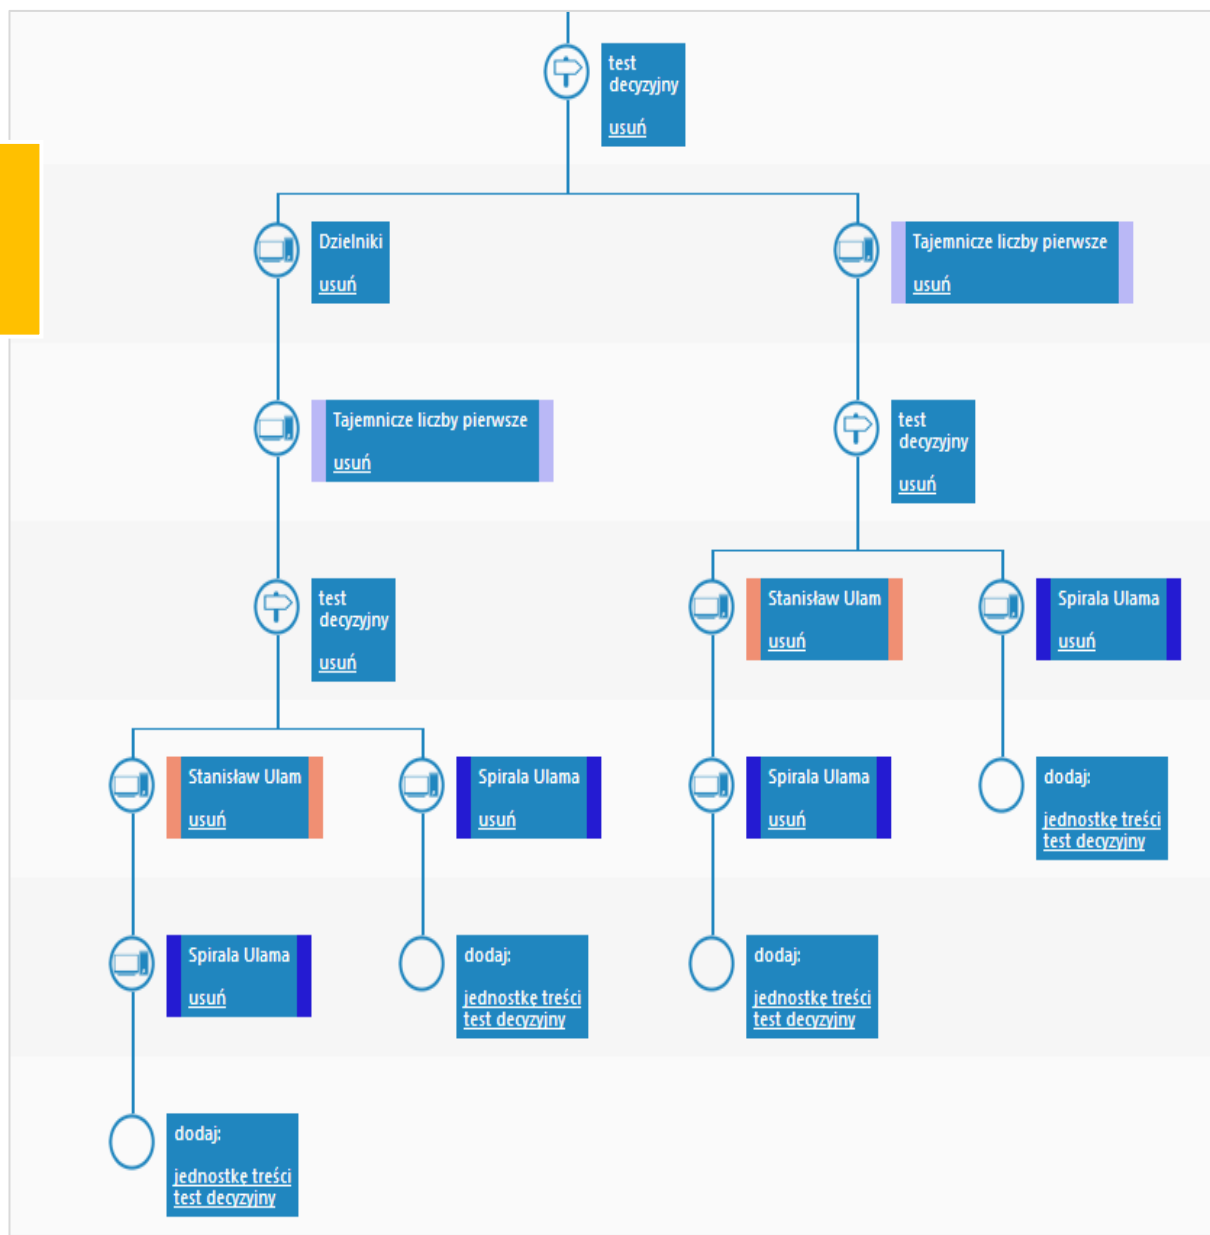 test
decyzyjny
usuń
Dzielniki
usuń
Tajemnicze liczby pierwsze
usuń
Tajemnicze liczby pierwsze
usuń
test
decyzyjny
usuń
test
decyzyjny
usuń
Stanisław Ulam
usuń
Spirala Ulama
usuń
Stanisław Ulam
usuń
Spirala Ulama
usuń
Spirala Ulama
usuń
dodaj:
jednostkę treści
test decyzyjny
Spirala Ulama
usuń
dodaj:
jednostkę treści
test decyzyjny
dodaj:
jednostkę treści
test decyzyjny
dodaj:
jednostkę treści
test decyzyjny